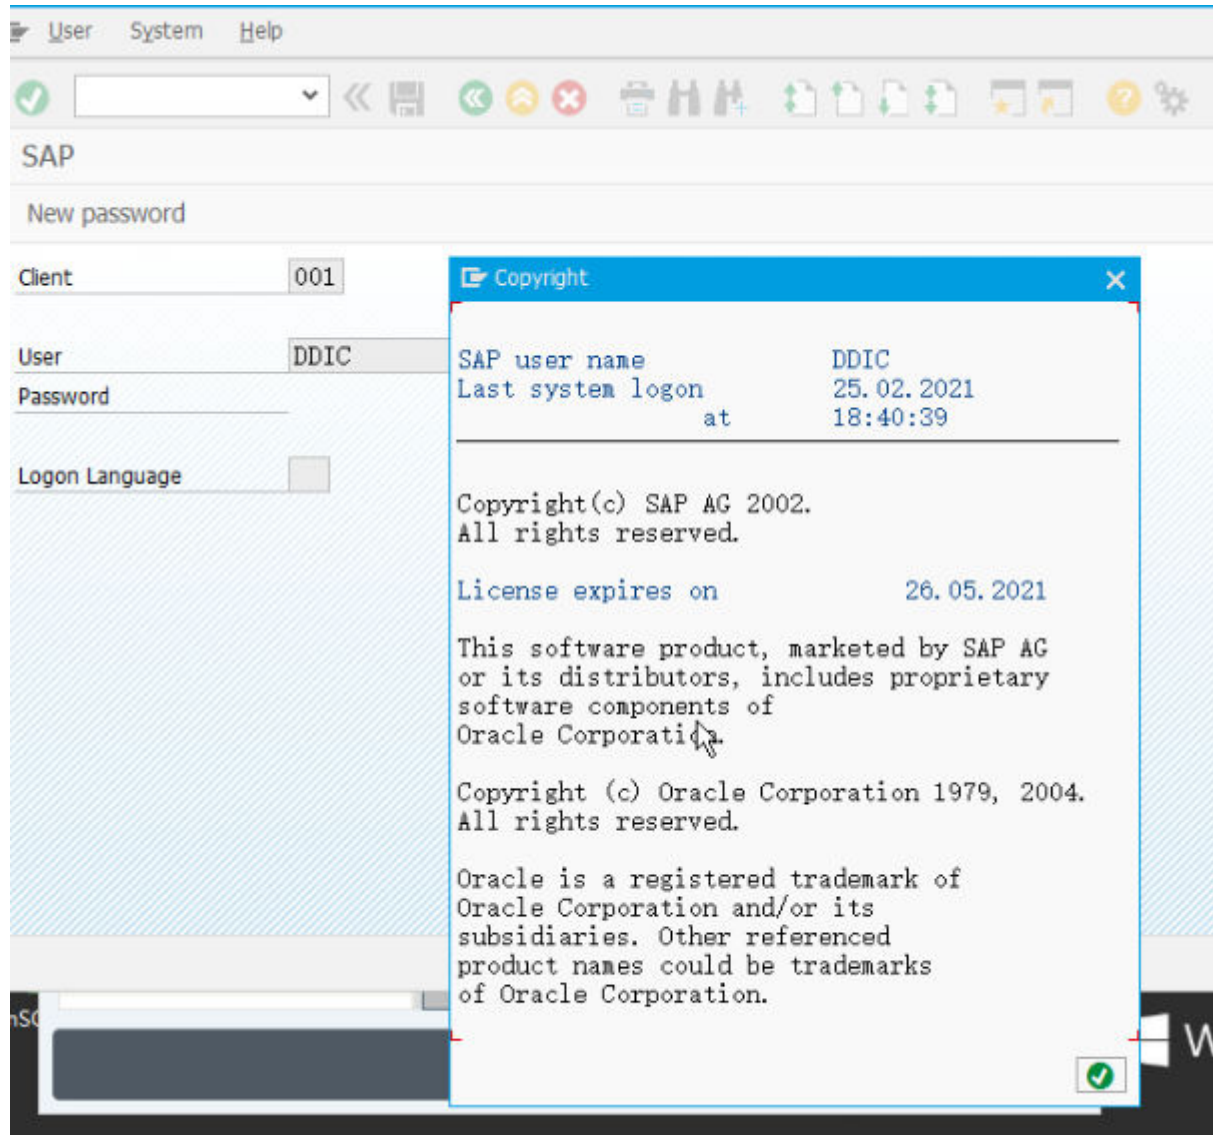 User System Help
SAP
New password
Client 001
User DDIC
Password
Logon Language
Copyright
SAP user name DDIC
Last system logon 25.02.2021
at 18:40:39
Copyright(c) SAP AG 2002.
All rights reserved.
License expires on 26.05.2021
This software product, marketed by SAP AG
or its distributors, includes proprietary
software components of
Oracle Corporation.
Copyright (c) Oracle Corporation 1979, 2004.
All rights reserved.
Oracle is a registered trademark of
Oracle Corporation and/or its
subsidiaries. Other referenced
product names could be trademarks
of Oracle Corporation.